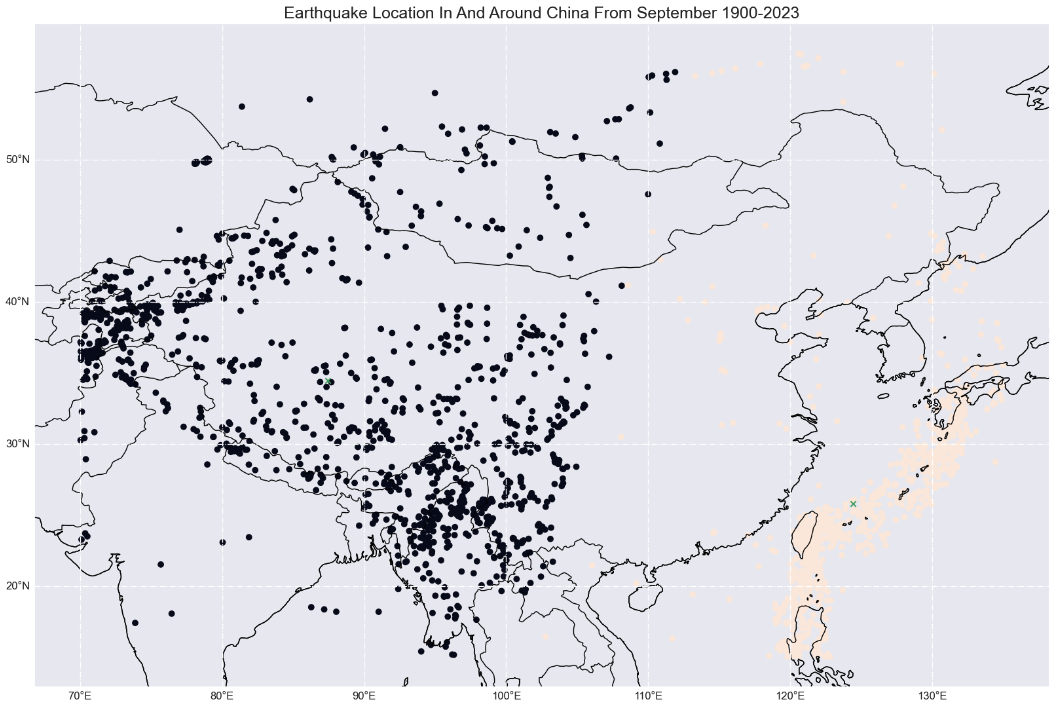 Earthquake Location In And Around China From September 1900-2023
50°N
40°N
30°N
20°N
70°E 80°E 90°E 100°E 110°E 120°E 130°E